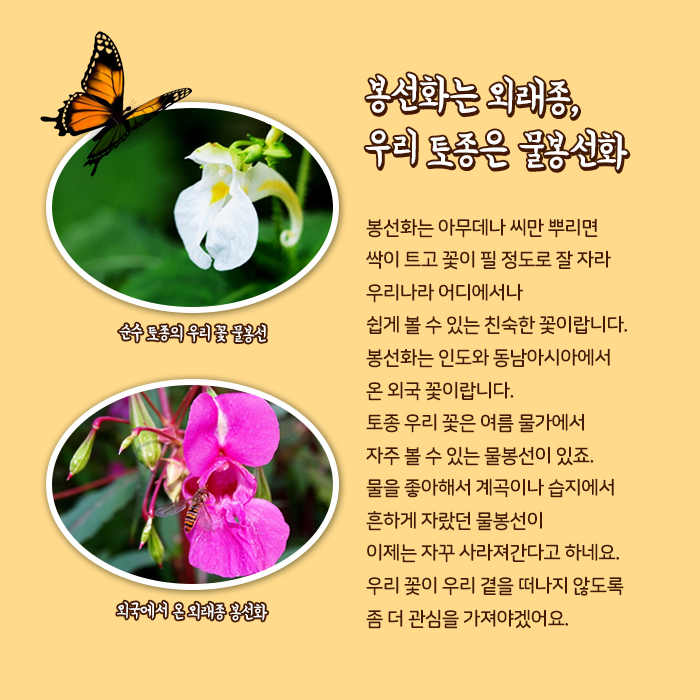 봉선화는 외래종,
우리 토종은 물봉선화
봉선화는 아무데나 씨만 뿌리면
싹이 트고 꽃이 필 정도로 잘 자라
우리나라 어디에서나
쉽게 볼 수 있는 친숙한 꽃이랍니다.
봉선화는 인도와 동남아시아에서
온 외국 꽃이랍니다.
토종 우리 꽃은 여름 물가에서
자주 볼 수 있는 물봉선이 있죠.
물을 좋아해서 계곡이나 습지에서
흔하게 자랐던 물봉선이
이제는 자꾸 사라져간다고 하네요.
우리 꽃이 우리 곁을 떠나지 않도록
좀 더 관심을 가져야겠어요.
순수 토종의 우리 꽃 물봉선
외국에서 온 외래종 봉선화